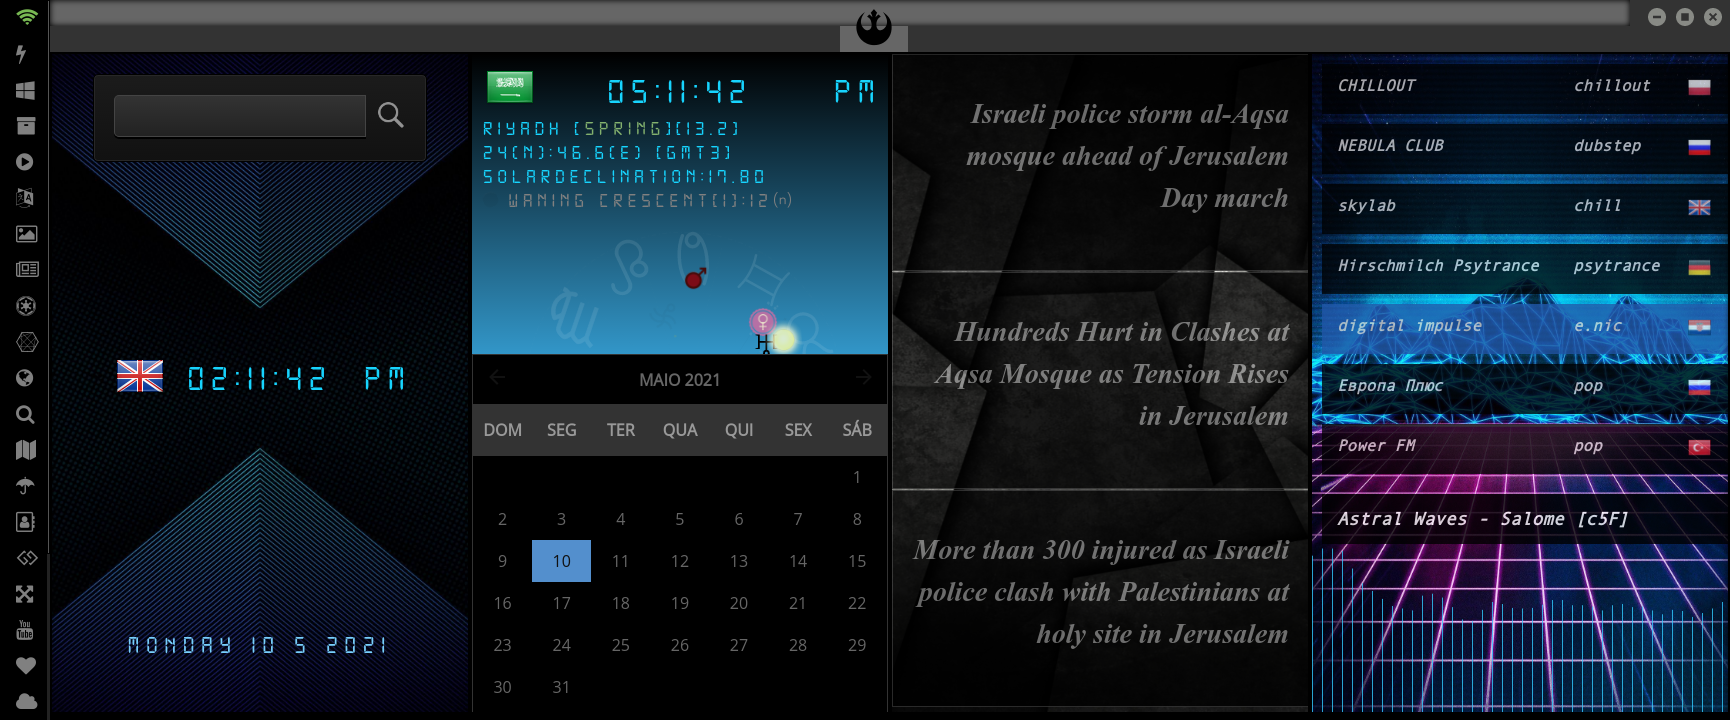 02:11:42 PM
MONDAY 10 5 2021
05:11:42 PM
RIYADH [SPRING][13.2]
24(N):46.6(E) [GMT3]
SOLARDECLINATION:17.80
WANING CRESCENT[1]:12(n)
MAIO 2021
DOM SEG TER QUA QUI SEX SÁB
1
2 3 4 5 6 7 8
9 10 11 12 13 14 15
16 17 18 19 20 21 22
23 24 25 26 27 28 29
30 31
Israeli police storm al-Aqsa
mosque ahead of Jerusalem
Day march
Hundreds Hurt in Clashes at
Aqsa Mosque as Tension Rises
in Jerusalem
More than 300 injured as Israeli
police clash with Palestinians at
holy site in Jerusalem
CHILLOUT chillout
NEBULA CLUB dubstep
skylab chill
Hirschmilch Psytrance psytrance
digital impulse e.nic
Европа Плюс pop
Power FM pop
Astral Waves - Salome [c5F]
You
Tube